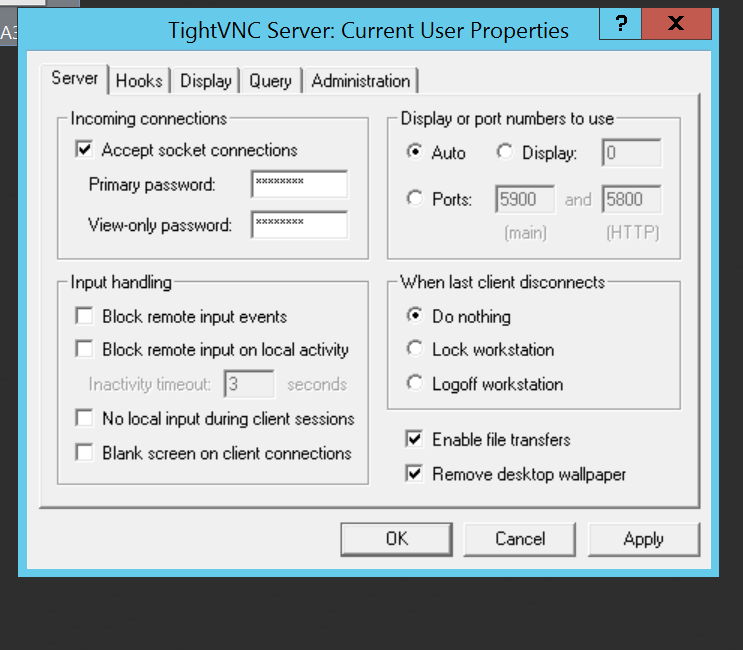 A3
TightVNC Server: Current User Properties
?
X
Server
Hooks
Display
Query
Administration
Incoming connections
Accept socket connections
Primary password:
********
View-only password:
********
Display or port numbers to use
Auto
Display:
0
Ports:
5900
and
5800
(main)
(HTTP)
Input handling
Block remote input events
Block remote input on local activity
Inactivity timeout:
3
seconds
No local input during client sessions
Blank screen on client connections
When last client disconnects
Do nothing
Lock workstation
Logoff workstation
Enable file transfers
Remove desktop wallpaper
OK
Cancel
Apply